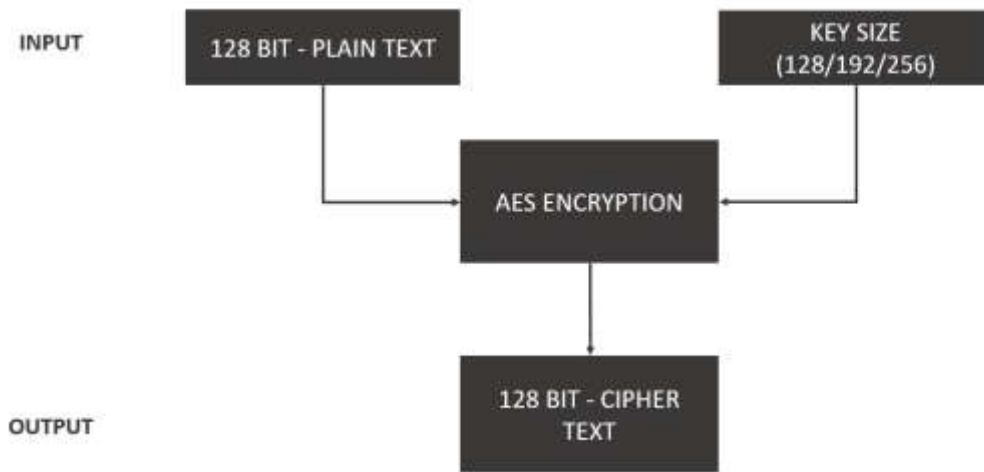 INPUT
128 BIT - PLAIN TEXT
KEY SIZE
(128/192/256)
AES ENCRYPTION
128 BIT - CIPHER
TEXT
OUTPUT